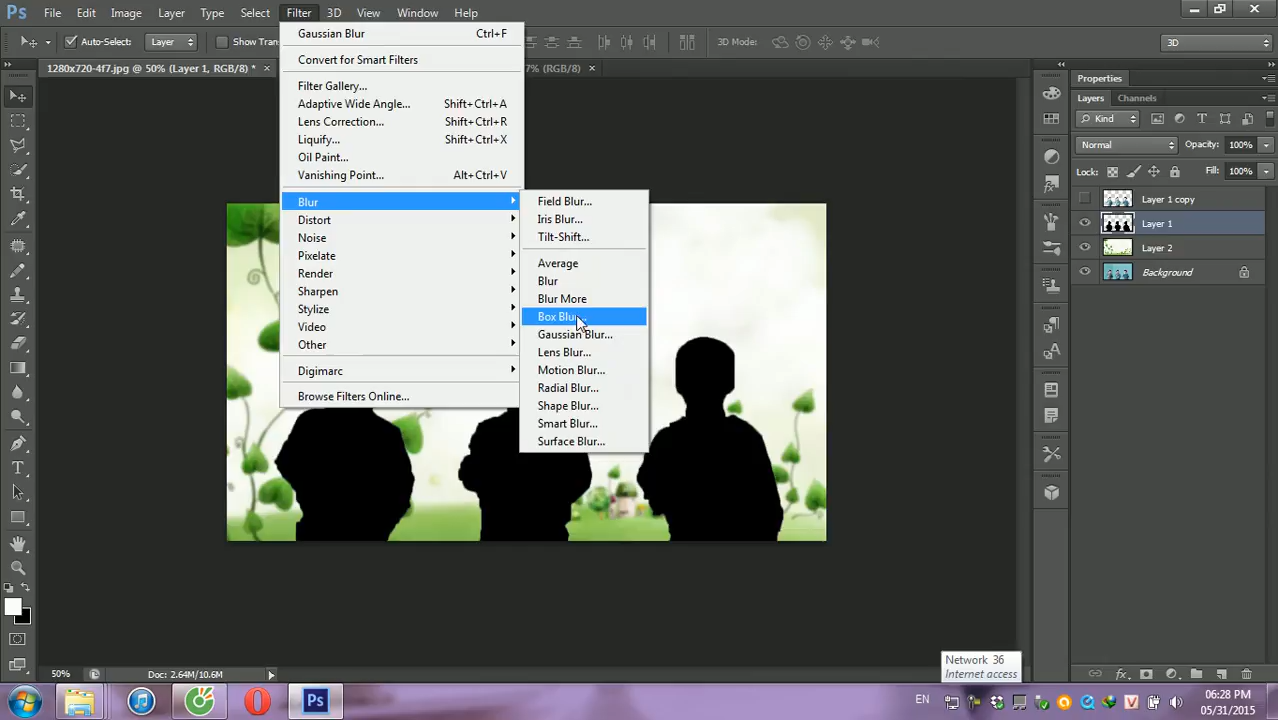 Ps File Edit Image Layer Type Select Filter 3D View Window Help
Auto-Select: Layer Show Tran 3D Mode: 3D
1280x720-4f7.jpg @ 50% (Layer 1, RGB/8) * × 7% (RGB/8) ×
Gaussian Blur Ctrl+F
Convert for Smart Filters
Filter Gallery...
Adaptive Wide Angle... Shift+Ctrl+A
Lens Correction... Shift+Ctrl+R
Liquify... Shift+Ctrl+X
Oil Paint...
Vanishing Point... Alt+Ctrl+V
Blur
Distort
Noise
Pixelate
Render
Sharpen
Stylize
Video
Other
Digimarc
Browse Filters Online...
Field Blur...
Iris Blur...
Tilt-Shift...
Average
Blur
Blur More
Box Blur...
Gaussian Blur...
Lens Blur...
Motion Blur...
Radial Blur...
Shape Blur...
Smart Blur...
Surface Blur...
Properties
Layers Channels
Kind
Normal Opacity: 100%
Lock: Fill: 100%
Layer 1 copy
Layer 1
Layer 2
Background
50% Doc: 2.64M/10.6M
Network 36
Internet access
EN 06:28 PM
05/31/2015